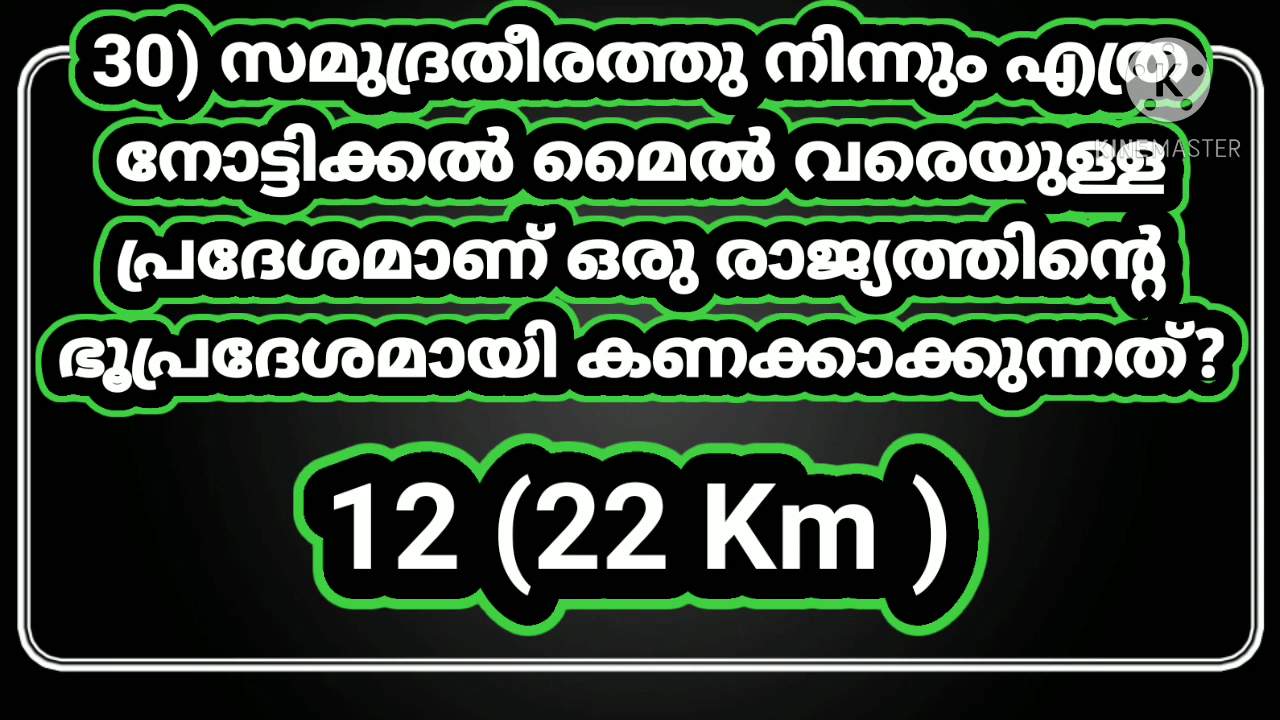 30) സമുദ്രതീരത്തു നിന്നും എത്ര
നോട്ടിക്കൽ മൈൽ വരെയുള്ള
പ്രദേശമാണ് ഒരു രാജ്യത്തിന്റെ
ഭൂപ്രദേശമായി കണക്കാക്കുന്നത്?
12 (22 Km )
K
KINEMASTER